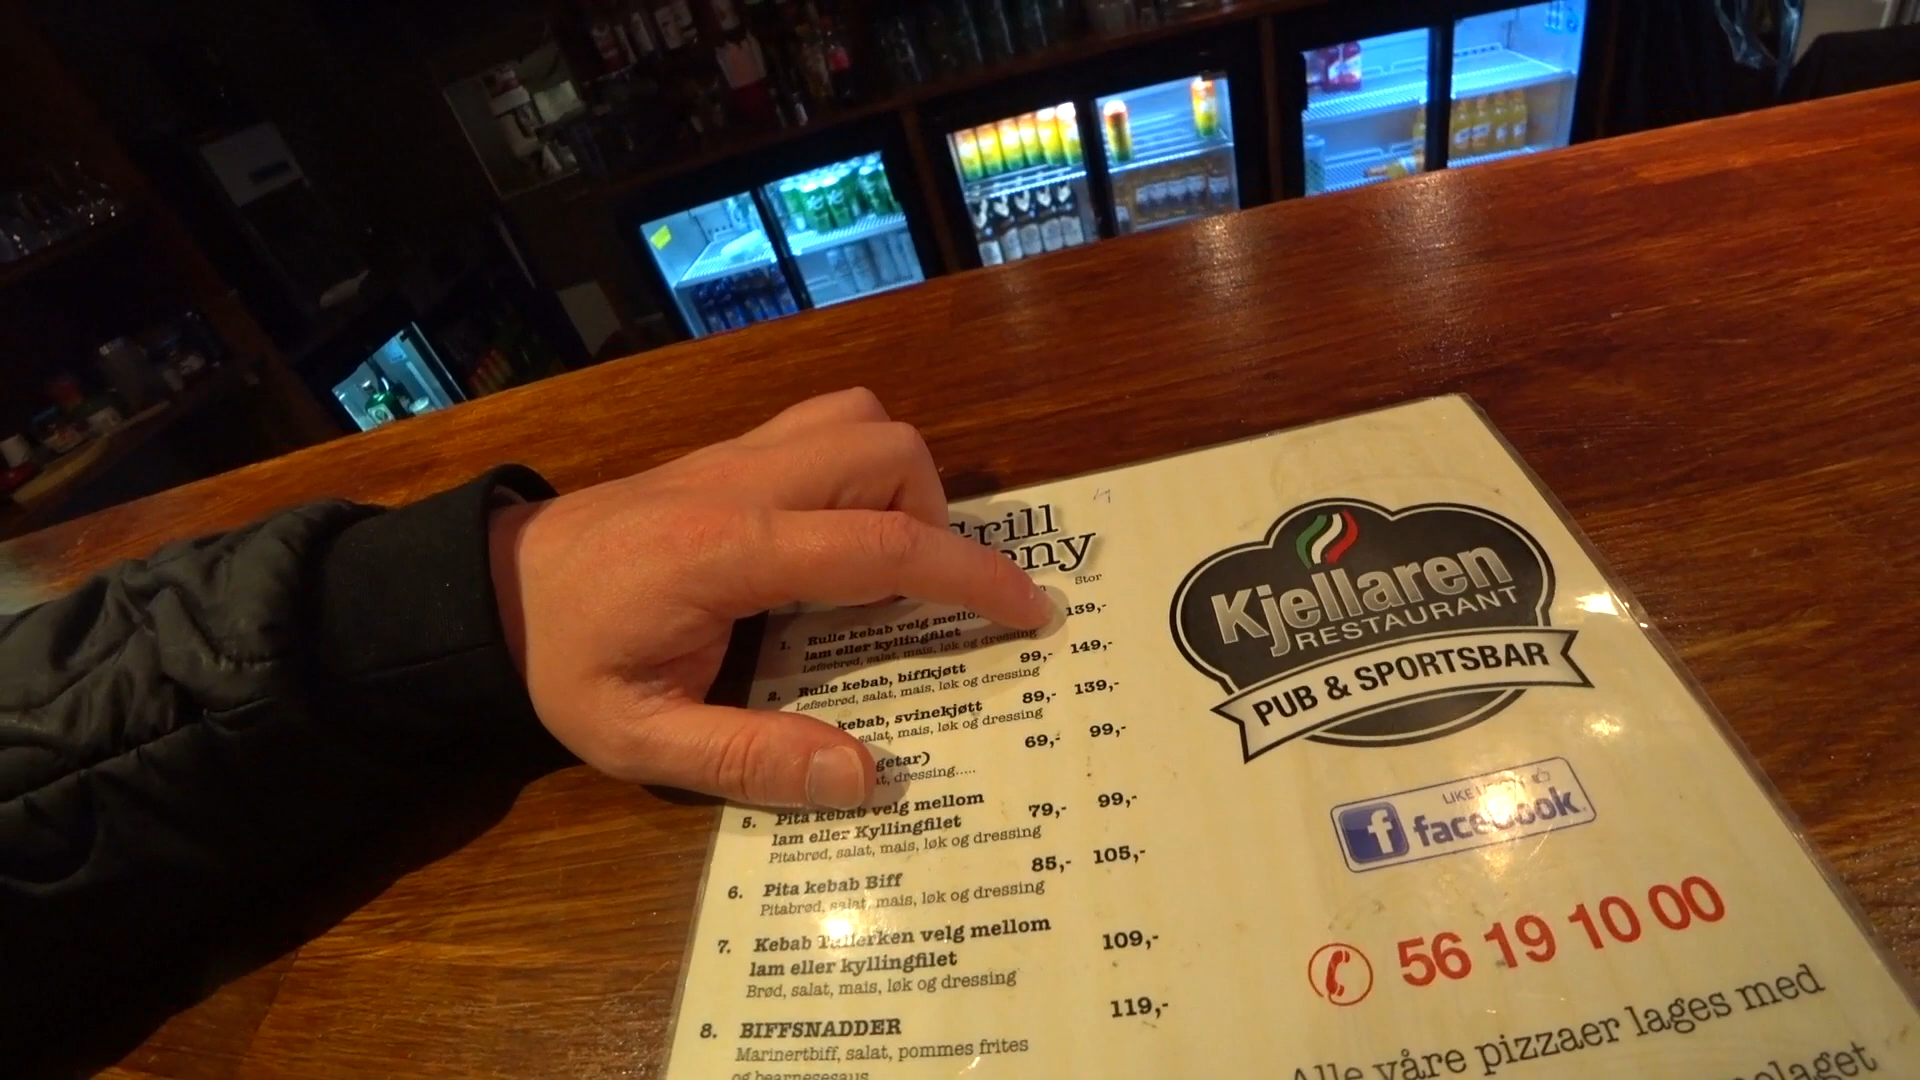 Grill
Meny
Stor
1. Rulle kebab velg mellom 139,-
lam eller kyllingfilet
Lefsebrød, salat, mais, løk og dressing
2. Rulle kebab, biffkjøtt 99,- 149,-
Lefsebrød, salat, mais, løk og dressing
kebab, svinekjøtt 89,- 139,-
salat, mais, løk og dressing
69,- 99,-
dressing.....
5. Pita kebab velg mellom 79,- 99,-
lam eller Kyllingfilet
Pitabrød, salat, mais, løk og dressing
6. Pita kebab Biff 85,- 105,-
Pitabrød, salat, mais, løk og dressing
7. Kebab Tallerken velg mellom 109,-
lam eller kyllingfilet
Brød, salat, mais, løk og dressing
8. BIFFSNADDER 119,-
Marinertbiff, salat, pommes frites
og bearnesesaus
Kjellaren
RESTAURANT
PUB & SPORTSBAR
LIKE
facebook
56 19 10 00
Alle våre pizzaer lages med